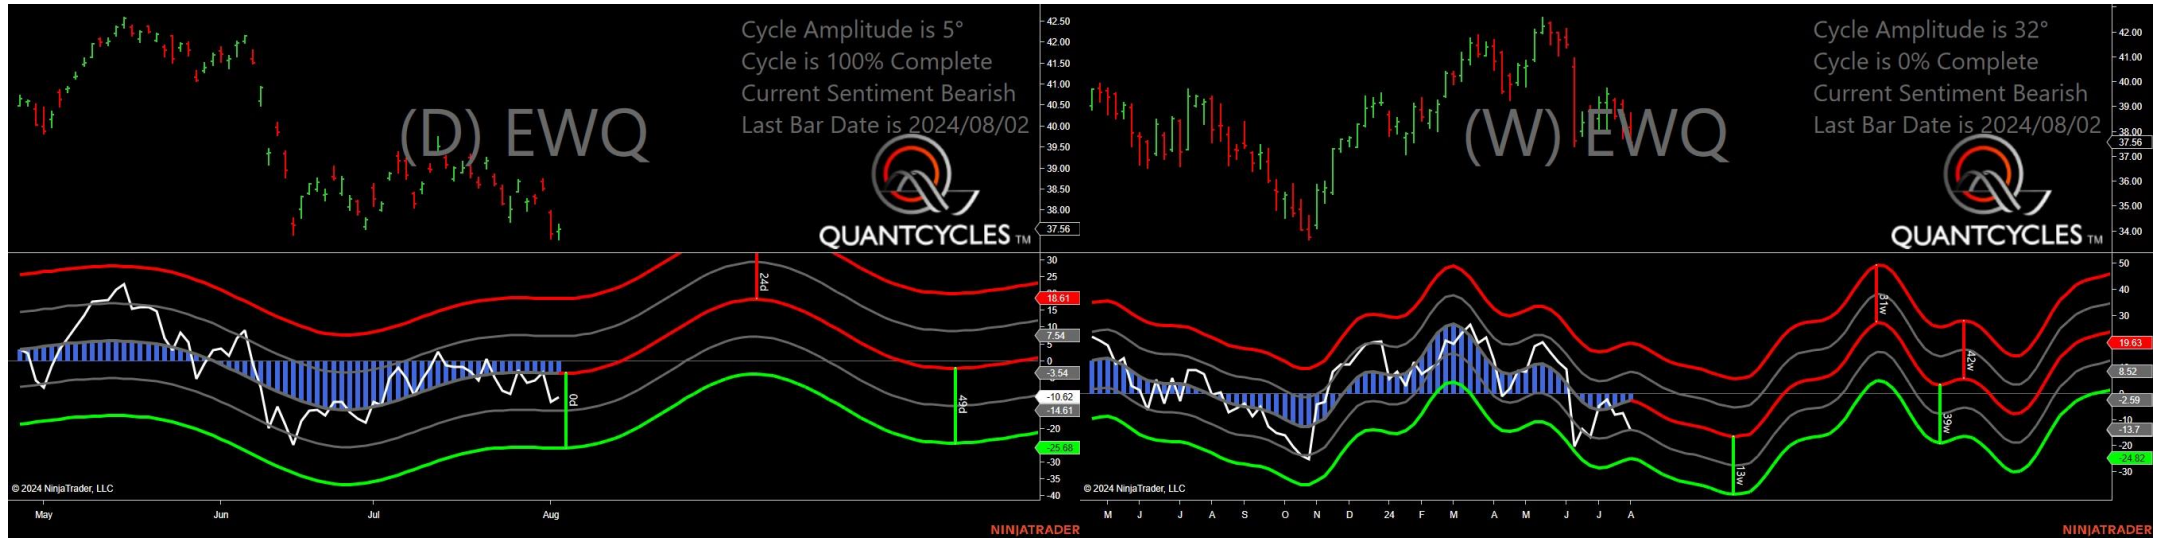 Cycle Amplitude is 5°
Cycle is 100% Complete
Current Sentiment Bearish
Last Bar Date is 2024/08/02
(D) EWQ
QUANTCYCLES TM
42.50
42.00
41.50
41.00
40.50
40.00
39.50
39.00
38.50
38.00
37.56
30
25
18.61
15
10
7.54
5
0
-3.54
-10.62
-14.61
-20
-25.68
-30
-35
-40
24d
0d
49d
© 2024 NinjaTrader, LLC
May
Jun
Jul
Aug
NINJATRADER
Cycle Amplitude is 32°
Cycle is 0% Complete
Current Sentiment Bearish
Last Bar Date is 2024/08/02
(W) EWQ
QUANTCYCLES TM
42.00
41.00
40.00
39.00
38.00
37.56
37.00
36.00
35.00
34.00
50
40
30
19.63
8.52
0
-2.59
-10
-13.7
-20
-24.82
-30
31w
42w
39w
13w
© 2024 NinjaTrader, LLC
M J J A S O N D 24 F M A M J J A
NINJATRADER